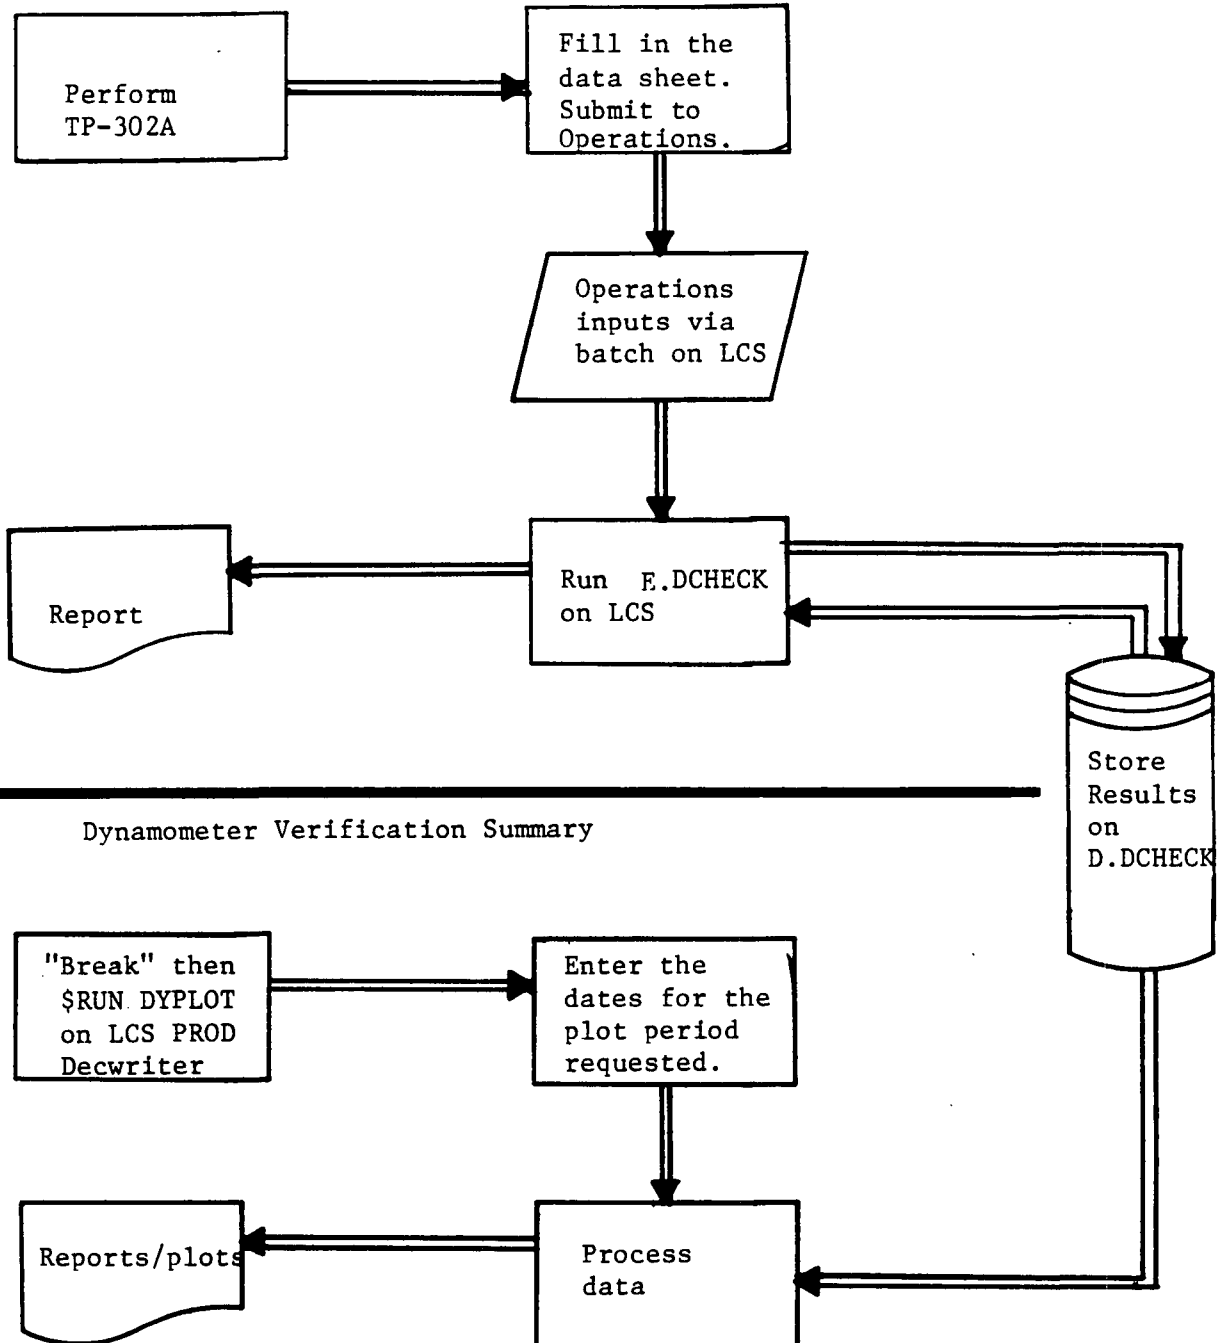 Perform
TP-302A
Fill in the
data sheet.
Submit to
Operations.
Operations
inputs via
batch on LCS
Report
Run E.DCHECK
on LCS
Store
Results
on
D.DCHECK
Dynamometer Verification Summary
"Break" then
$RUN DYPLOT
on LCS PROD
Decwriter
Enter the
dates for the
plot period
requested.
Reports/plots
Process
data